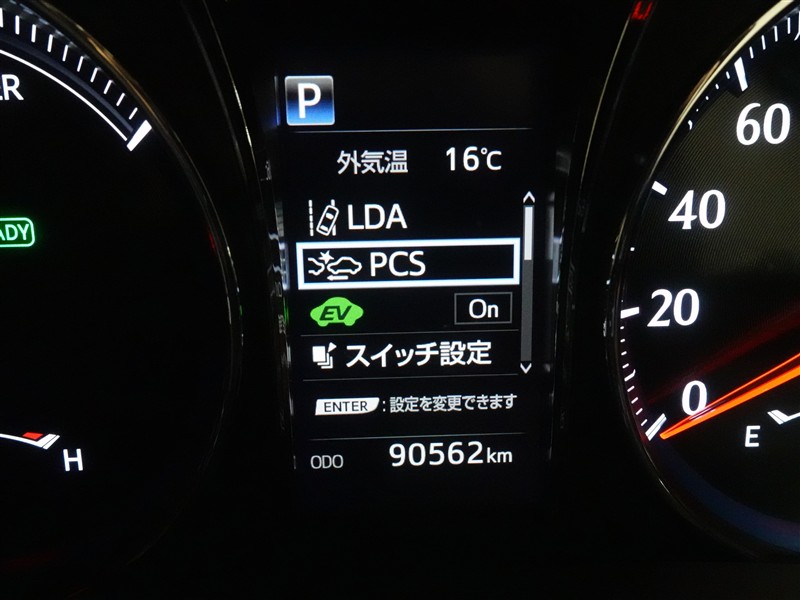 P
外気温 16℃
LDA
PCS
EV On
スイッチ設定
ENTER :設定を変更できます
ODO 90562km
H
60
40
20
0
E